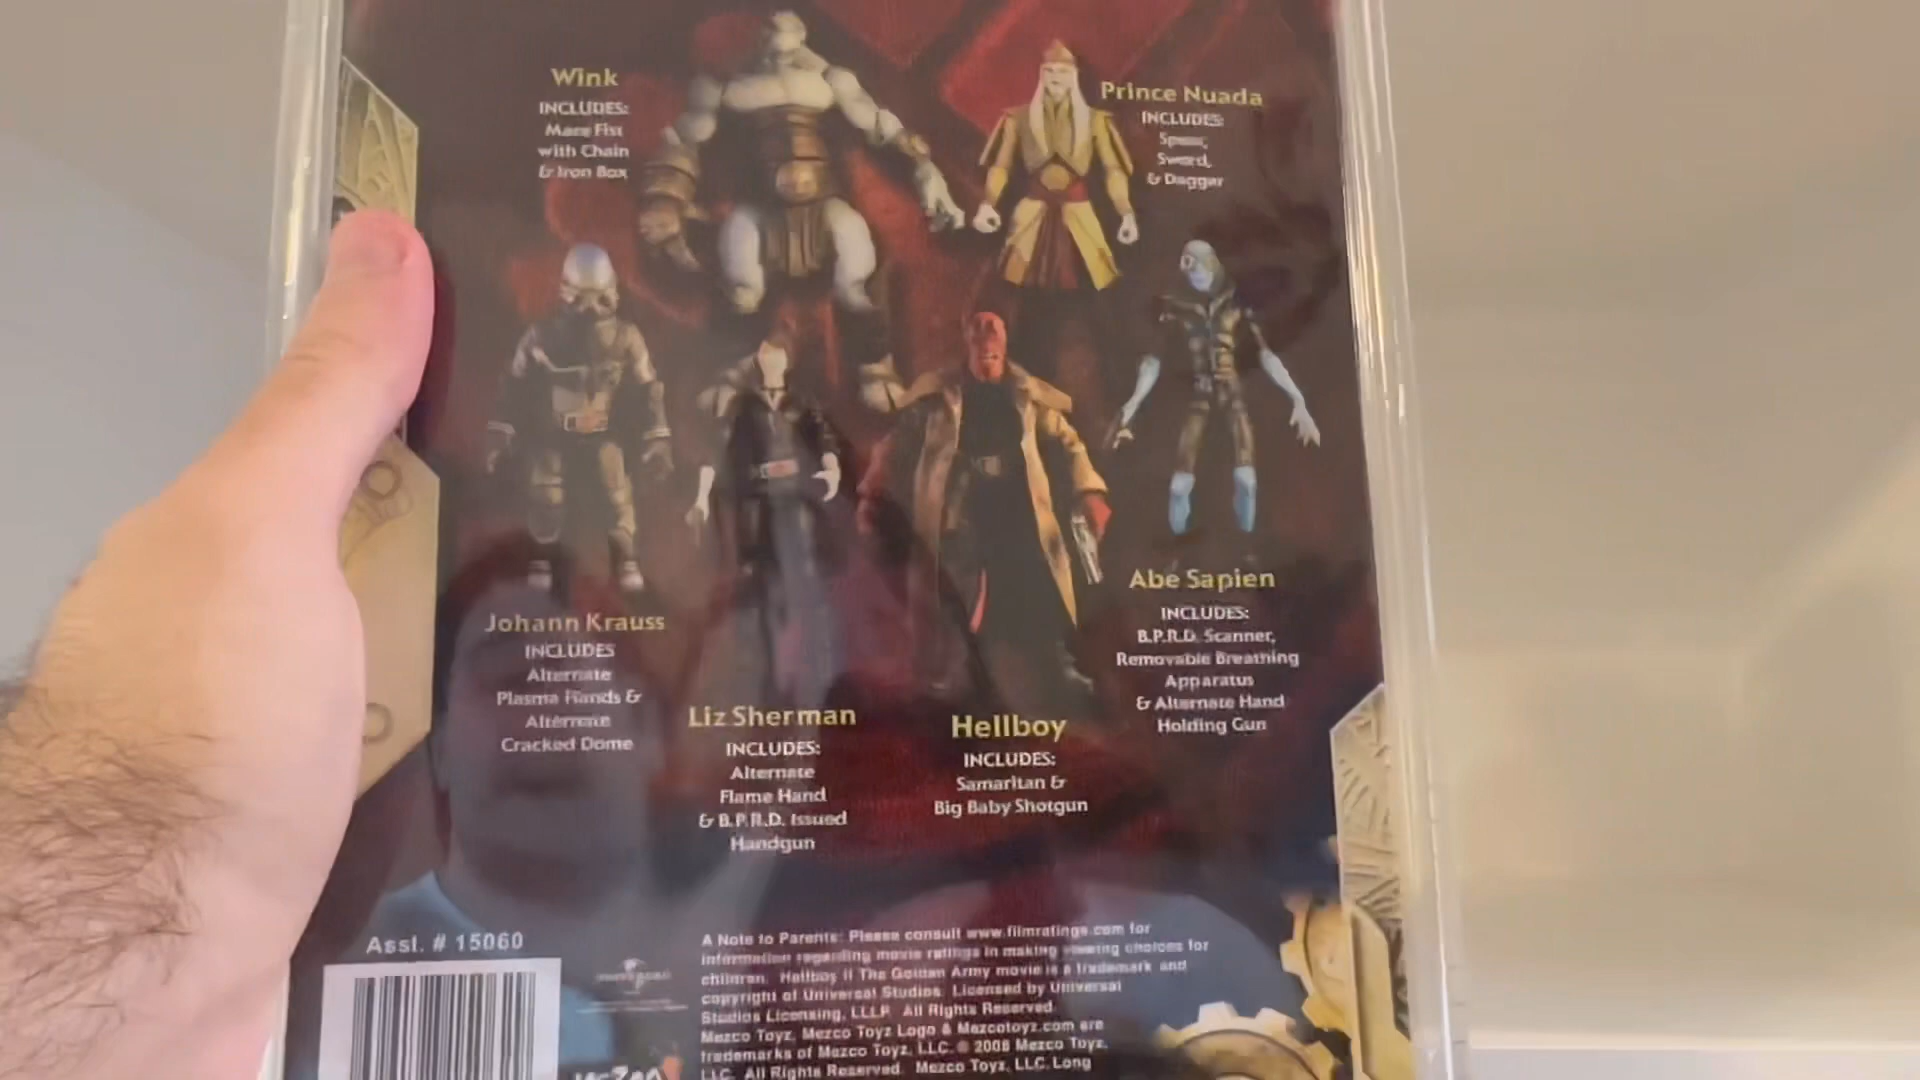 Wink
INCLUDES:
Mace Fist
with Chain
& Iron Box
Prince Nuada
INCLUDES:
Spear,
Sword,
& Dagger
Johann Krauss
INCLUDES
Alternate
Plasma Hands &
Alternate
Cracked Dome
Liz Sherman
INCLUDES:
Alternate
Flame Hand
& B.P.R.D. Issued
Handgun
Hellboy
INCLUDES:
Samaritan &
Big Baby Shotgun
Abe Sapien
INCLUDES:
B.P.R.D. Scanner,
Removable Breathing
Apparatus
& Alternate Hand
Holding Gun
Asst. # 15060
A Note to Parents: Please consult www.filmratings.com for
information regarding movie ratings in making viewing choices for
children. Hellboy II The Golden Army movie is a trademark and
copyright of Universal Studios. Licensed by Universal
Studios Licensing, LLLP. All Rights Reserved.
Mezco Toyz, Mezco Toyz Logo & Mezcotoyz.com are
trademarks of Mezco Toyz, LLC. © 2008 Mezco Toyz,
LLC. All Rights Reserved. Mezco Toyz, LLC. Long